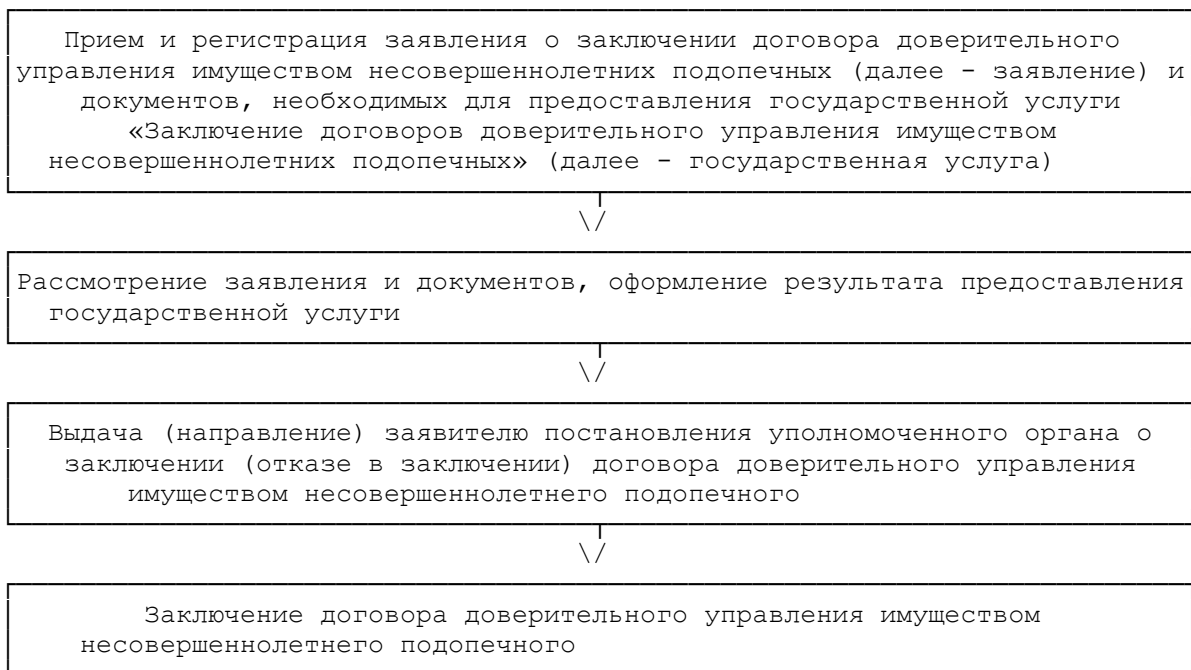 Прием и регистрация заявления о заключении договора доверительного
управления имуществом несовершеннолетних подопечных (далее - заявление) и
документов, необходимых для предоставления государственной услуги
«Заключение договоров доверительного управления имуществом
несовершеннолетних подопечных» (далее - государственная услуга)
\/
Рассмотрение заявления и документов, оформление результата предоставления
государственной услуги
\/
Выдача (направление) заявителю постановления уполномоченного органа о
заключении (отказе в заключении) договора доверительного управления
имуществом несовершеннолетнего подопечного
\/
Заключение договора доверительного управления имуществом
несовершеннолетнего подопечного